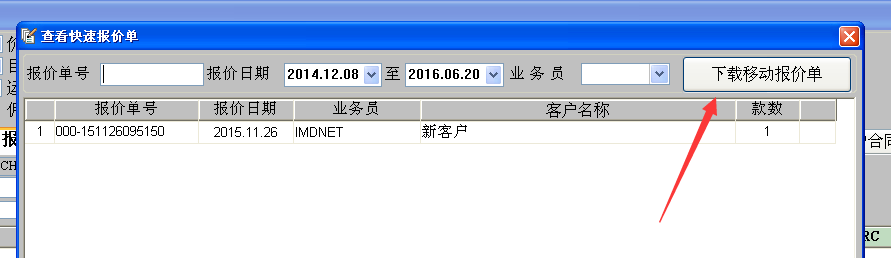 查看快速报价单
报价单号 报价日期 2014.12.08 至 2016.06.20 业务员 下载移动报价单
报价单号 报价日期 业务员 客户名称 款数
1 000-151126095150 2015.11.26 IMDNET 新客户 1
报
CH
合同
RC